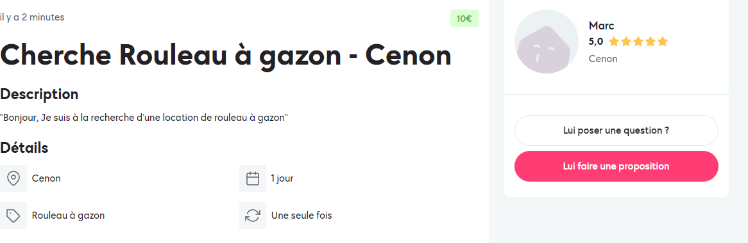 il y a 2 minutes
10€
Cherche Rouleau à gazon - Cenon
Description
"Bonjour, Je suis à la recherche d'une location de rouleau à gazon"
Détails
Cenon
1 jour
Rouleau à gazon
Une seule fois
Marc
5,0
Cenon
Lui poser une question ?
Lui faire une proposition